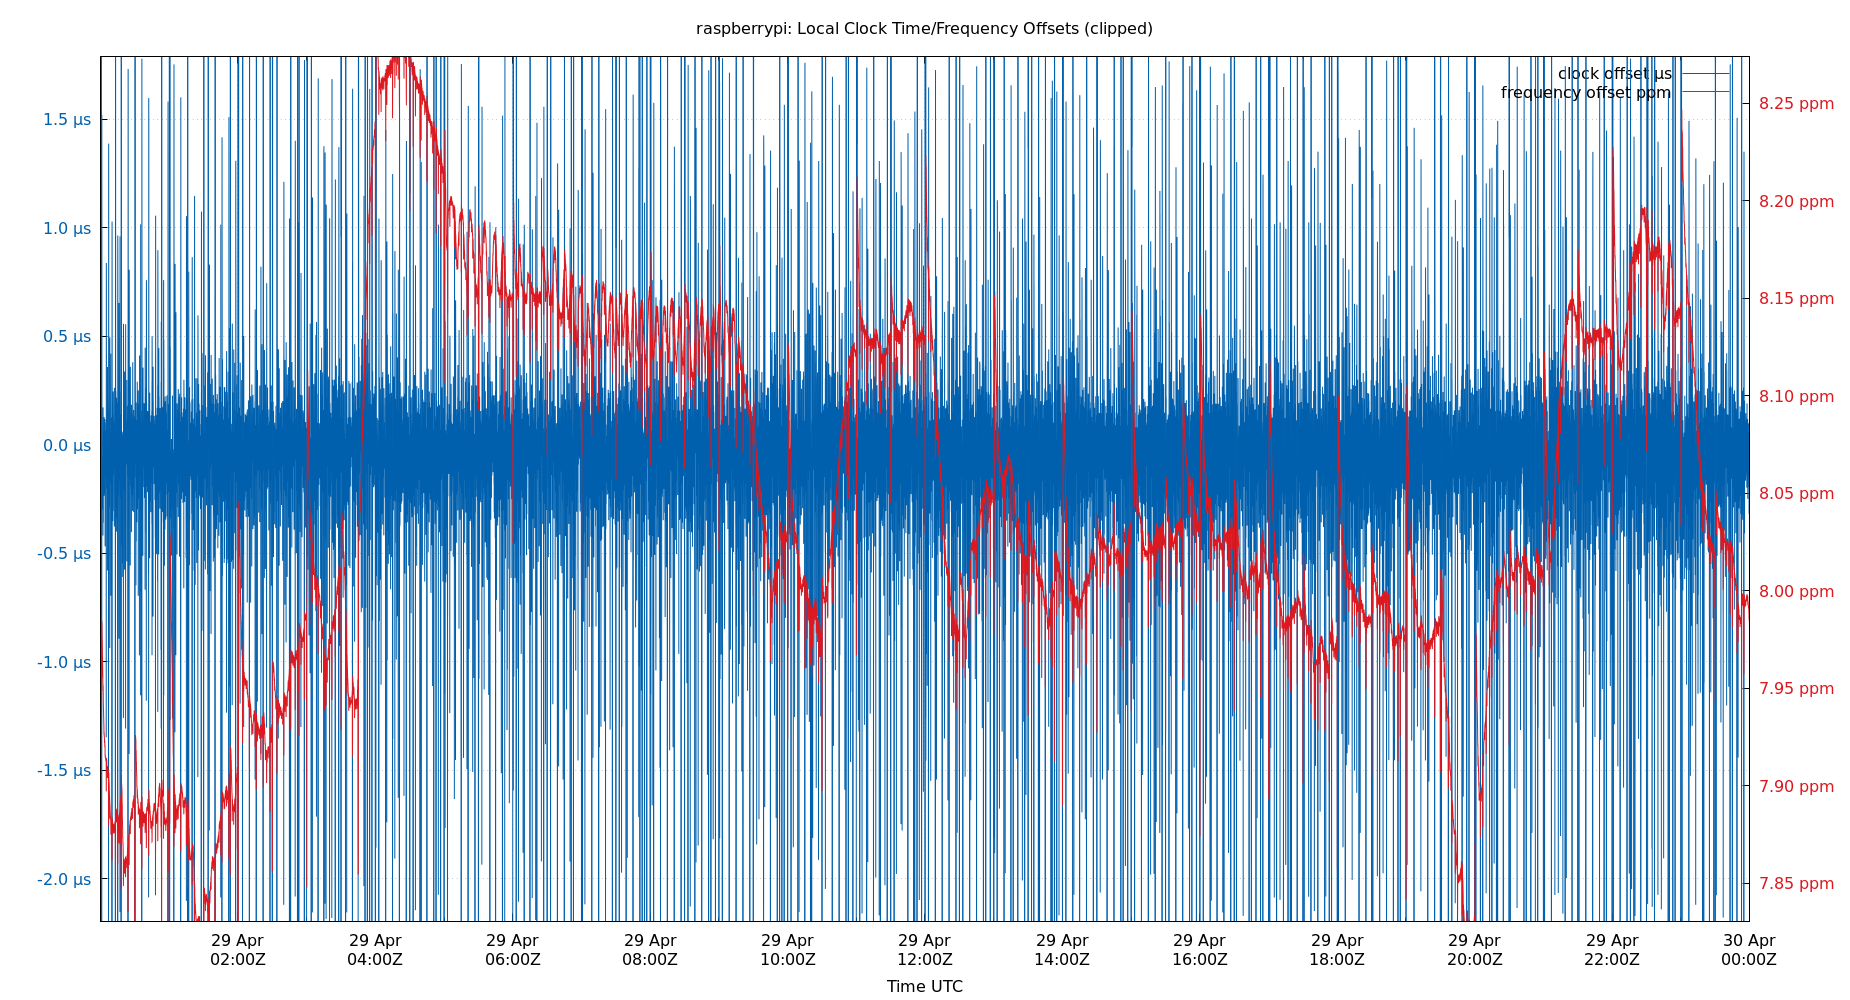 raspberrypi: Local Clock Time/Frequency Offsets (clipped)
clock offset µs
frequency offset ppm
1.5 µs
1.0 µs
0.5 µs
0.0 µs
-0.5 µs
-1.0 µs
-1.5 µs
-2.0 µs
8.25 ppm
8.20 ppm
8.15 ppm
8.10 ppm
8.05 ppm
8.00 ppm
7.95 ppm
7.90 ppm
7.85 ppm
29 Apr 29 Apr 29 Apr 29 Apr 29 Apr 29 Apr 29 Apr 29 Apr 29 Apr 29 Apr 29 Apr 30 Apr
02:00Z 04:00Z 06:00Z 08:00Z 10:00Z 12:00Z 14:00Z 16:00Z 18:00Z 20:00Z 22:00Z 00:00Z
Time UTC